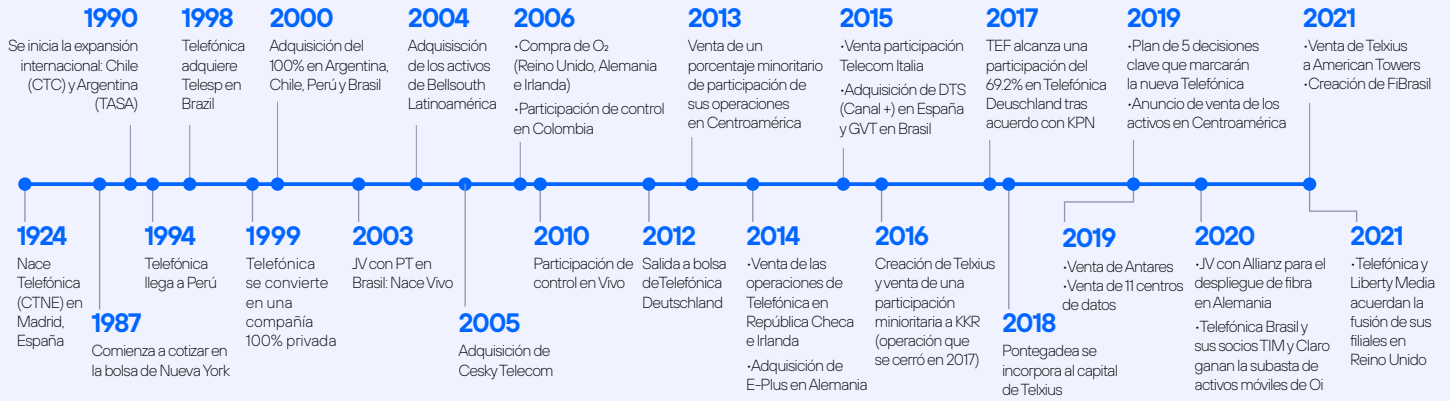 1990
Se inicia la expansión
internacional: Chile
(CTC) y Argentina
(TASA)
1998
Telefónica
adquiere
Telesp en
Brazil
2000
Adquisición del
100% en Argentina,
Chile, Perú y Brasil
2004
Adquisisción
de los activos
de Bellsouth
Latinoamérica
2006
•Compra de O₂
(Reino Unido, Alemania
e Irlanda)
•Participación de control
en Colombia
2013
Venta de un
porcentaje minoritario
de participación de
sus operaciones
en Centroamérica
2015
•Venta participación
Telecom Italia
•Adquisición de DTS
(Canal +) en España
y GVT en Brasil
2017
TEF alcanza una
participación del
69.2% en Telefónica
Deuschland tras
acuerdo con KPN
2019
•Plan de 5 decisiones
clave que marcarán
la nueva Telefónica
•Anuncio de venta de los
activos en Centroamérica
2021
•Venta de Telxius
a American Towers
•Creación de FiBrasil
1924
Nace
Telefónica
(CTNE) en
Madrid,
España
1987
Comienza a cotizar en
la bolsa de Nueva York
1994
Telefónica
llega a Perú
1999
Telefónica
se convierte
en una
compañía
100% privada
2003
JV con PT en
Brasil: Nace Vivo
2005
Adquisición de
Cesky Telecom
2010
Participación de
control en Vivo
2012
Salida a bolsa
de Telefónica
Deutschland
2014
•Venta de las
operaciones de
Telefónica en
República Checa
e Irlanda
•Adquisición de
E-Plus en Alemania
2016
Creación de Telxius
y venta de una
participación
minioritaria a KKR
(operación que
se cerró en 2017)
2018
Pontegadea se
incorpora al capital
de Telxius
2019
•Venta de Antares
•Venta de 11 centros
de datos
2020
•JV con Allianz para el
despliegue de fibra
en Alemania
•Telefónica Brasil y
sus socios TIM y Claro
ganan la subasta de
activos móviles de Oi
2021
•Telefónica y
Liberty Media
acuerdan la
fusión de sus
filiales en
Reino Unido